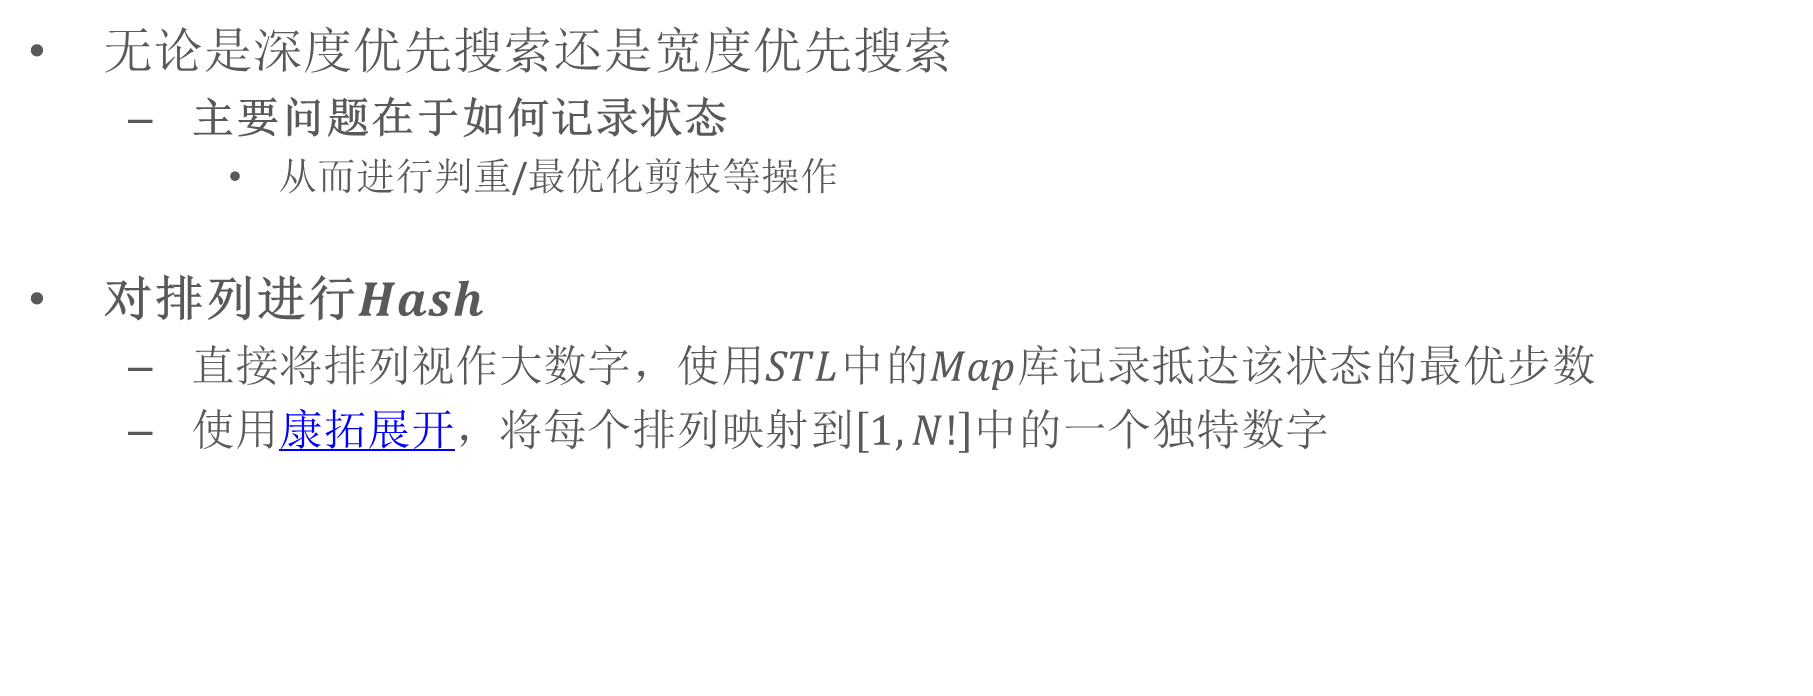 • 无论是深度优先搜索还是宽度优先搜索
– 主要问题在于如何记录状态
• 从而进行判重/最优化剪枝等操作
• 对排列进行Hash
– 直接将排列视作大数字，使用STL中的Map库记录抵达该状态的最优步数
– 使用康拓展开，将每个排列映射到[1, N!]中的一个独特数字